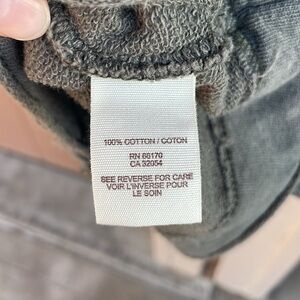 100% COTTON / COTON
RN 66170
CA 32054
SEE REVERSE FOR CARE
VOIR L'INVERSE POUR
LE SOIN